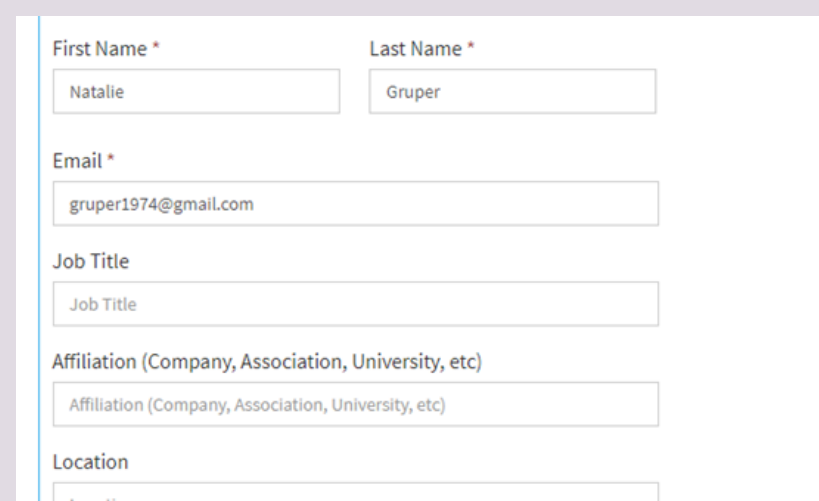 First Name * Last Name *
Natalie Gruper
Email *
gruper1974@gmail.com
Job Title
Job Title
Affiliation (Company, Association, University, etc)
Affiliation (Company, Association, University, etc)
Location